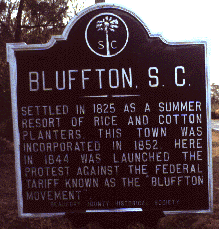 S C
BLUFFTON, S. C.
SETTLED IN 1825 AS A SUMMER
RESORT OF RICE AND COTTON
PLANTERS, THIS TOWN WAS
INCORPORATED IN 1852. HERE
IN 1844 WAS LAUNCHED THE
PROTEST AGAINST THE FEDERAL
TARIFF KNOWN AS THE BLUFFTON
MOVEMENT.
BEAUFORT COUNTY HISTORICAL SOCIETY